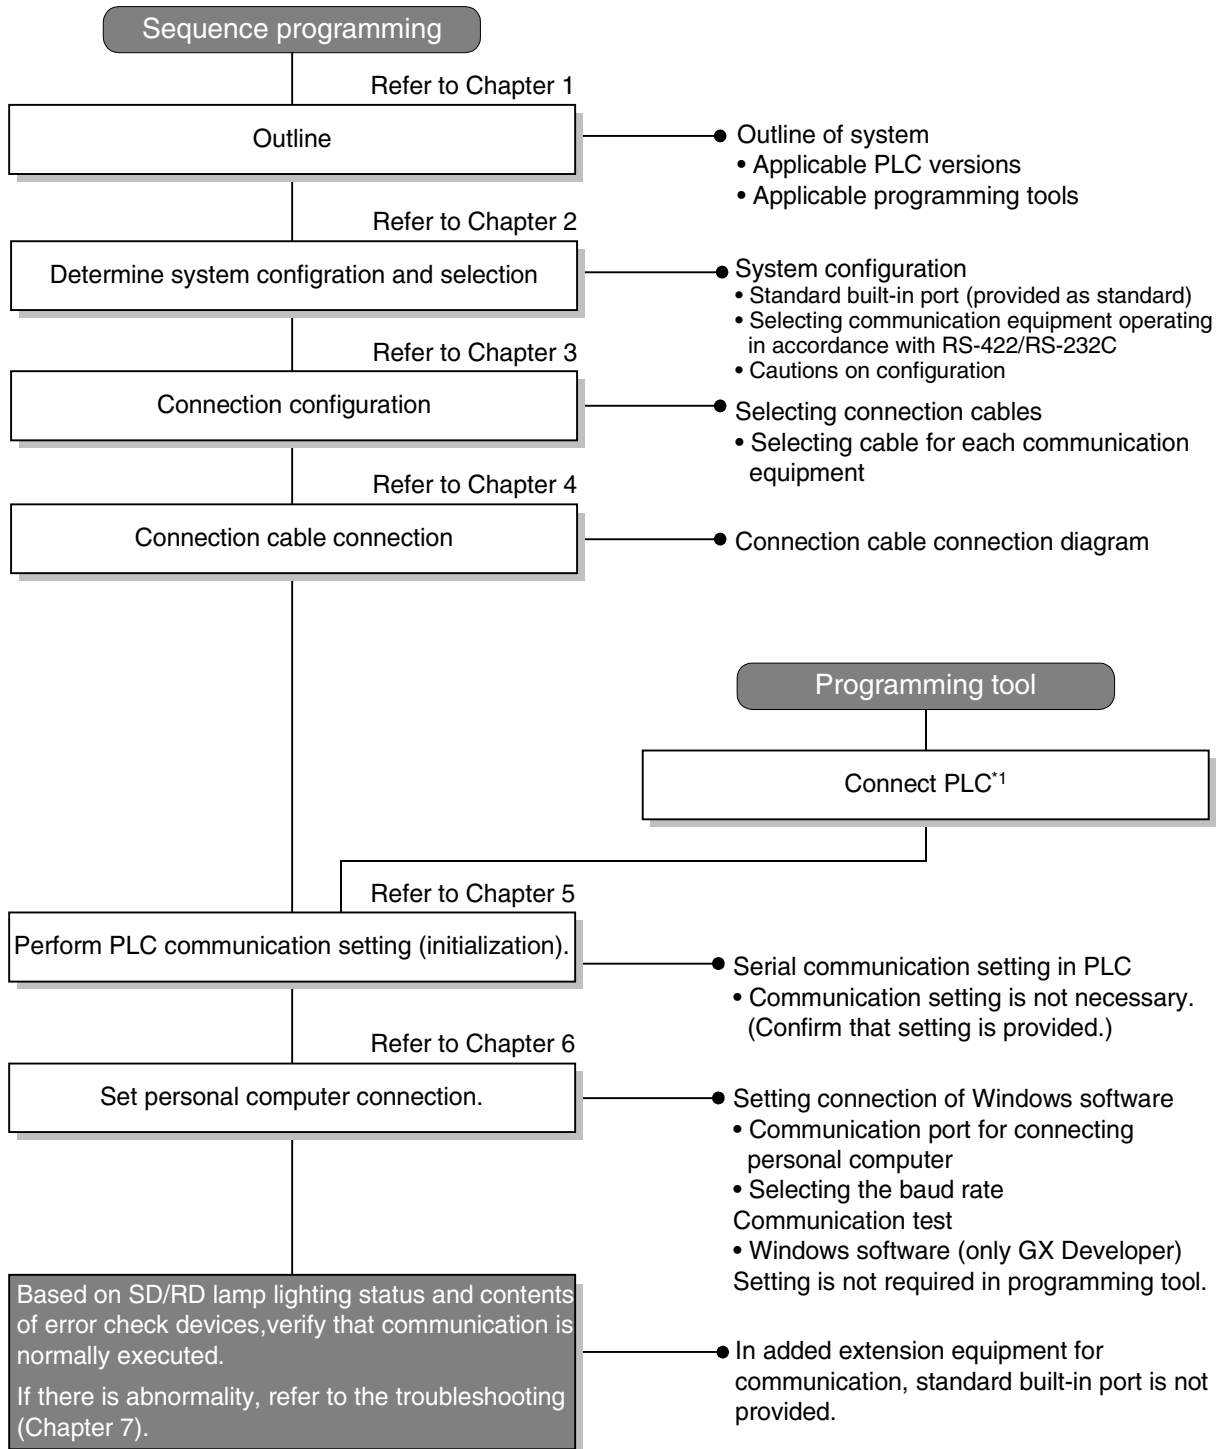 Sequence programming
Refer to Chapter 1
Outline
Outline of system
• Applicable PLC versions
• Applicable programming tools
Refer to Chapter 2
Determine system configration and selection
System configuration
• Standard built-in port (provided as standard)
• Selecting communication equipment operating
in accordance with RS-422/RS-232C
• Cautions on configuration
Refer to Chapter 3
Connection configuration
Selecting connection cables
• Selecting cable for each communication
equipment
Refer to Chapter 4
Connection cable connection
Connection cable connection diagram
Programming tool
Connect PLC*1
Refer to Chapter 5
Perform PLC communication setting (initialization).
Serial communication setting in PLC
• Communication setting is not necessary.
(Confirm that setting is provided.)
Refer to Chapter 6
Set personal computer connection.
Setting connection of Windows software
• Communication port for connecting
personal computer
• Selecting the baud rate
Communication test
• Windows software (only GX Developer)
Setting is not required in programming tool.
Based on SD/RD lamp lighting status and contents
of error check devices,verify that communication is
normally executed.
If there is abnormality, refer to the troubleshooting
(Chapter 7).
In added extension equipment for
communication, standard built-in port is not
provided.